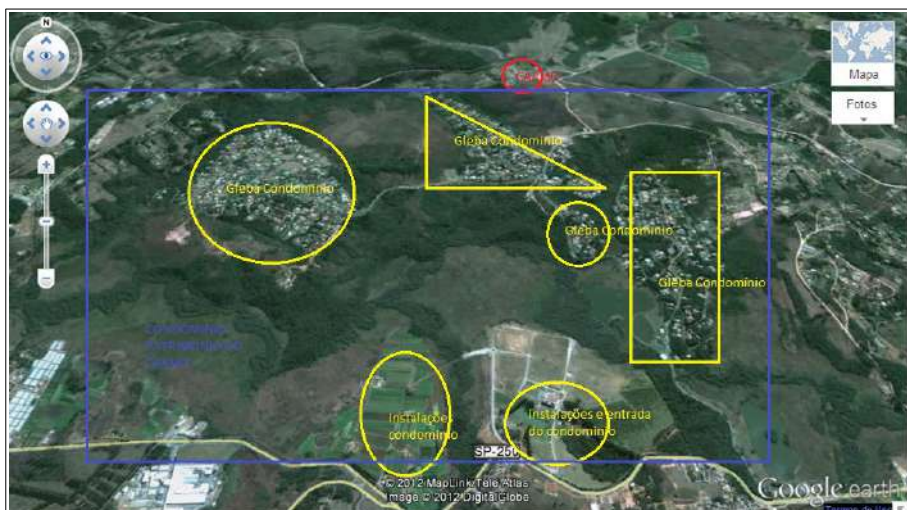 N
Mapa
Fotos
Gleba Condomínio
Gleba Condomínio
Gleba Condomínio
Gleba Condomínio
Instalações
condomínio
Instalações e entrada
do condomínio
SP-250
© 2012 MapLink/Tele Atlas
Image © 2012 DigitalGlobe
Google earth